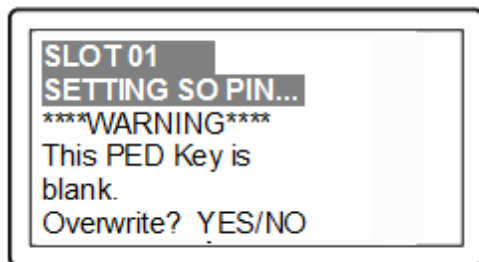 SLOT 01
SETTING SO PIN...
****WARNING****
This PED Key is
blank.
Overwrite? YES/NO